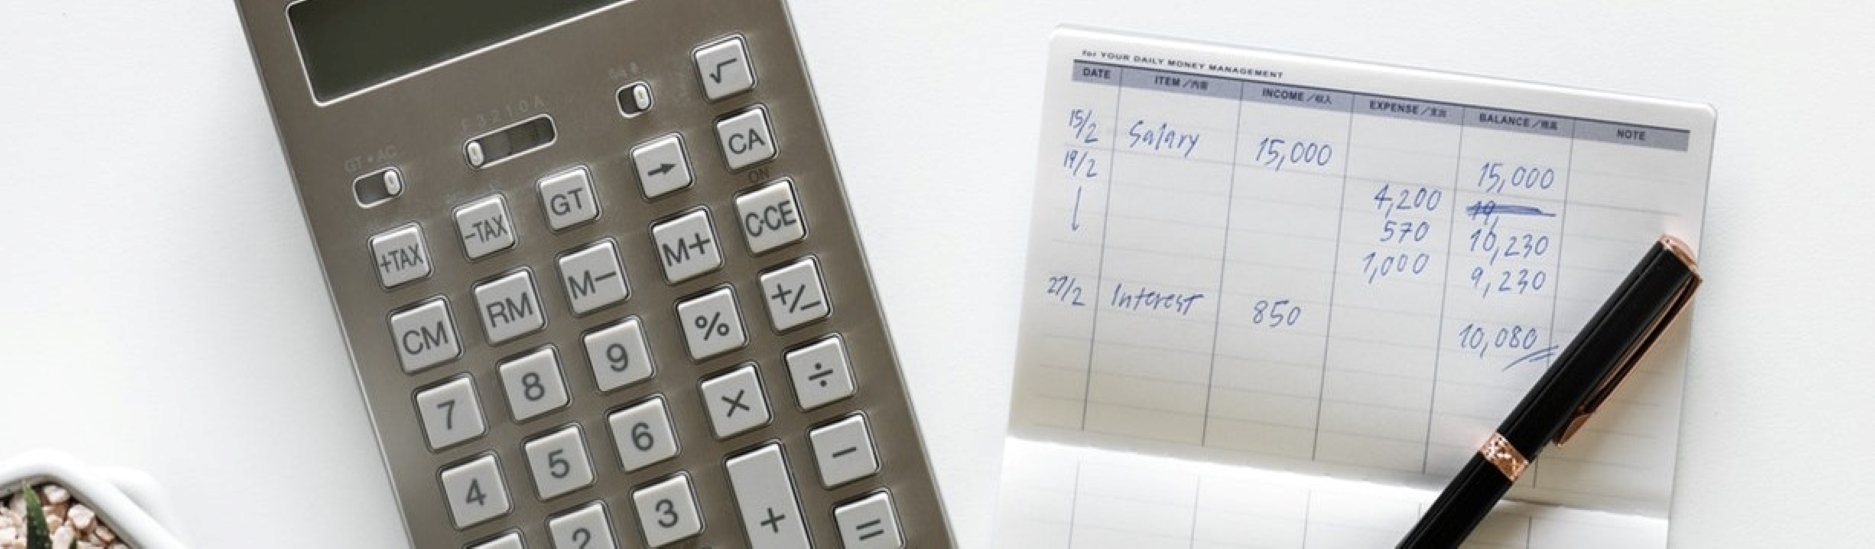 GT • AC
F 3 2 1 0 A
√
CA
→
ON
+TAX
-TAX
GT
M+
C·CE
CM
RM
M−
%
+/−
7
8
9
×
÷
4
5
6
−
2
3
+
=
for YOUR DAILY MONEY MANAGEMENT
DATE ITEM／内容 INCOME／収入 EXPENSE／支出 BALANCE／残高 NOTE
15/2 Salary 15,000 15,000
19/2 4,200
570 10,230
1,000 9,230
27/2 Interest 850 10,080